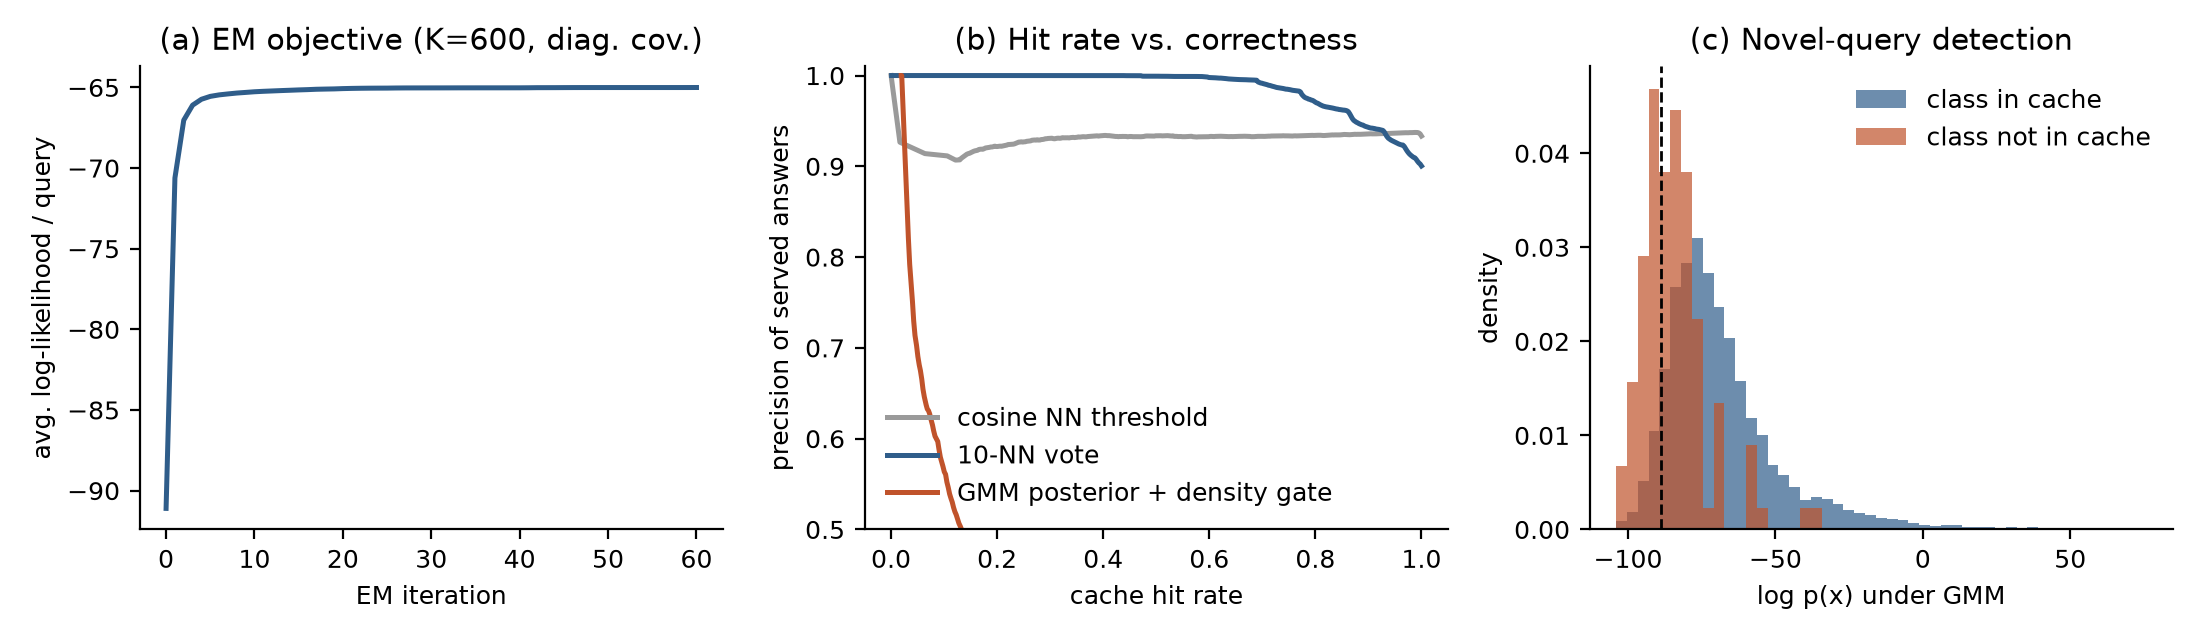 (a) EM objective (K=600, diag. cov.)
avg. log-likelihood / query
−65
−70
−75
−80
−85
−90
0 10 20 30 40 50 60
EM iteration
(b) Hit rate vs. correctness
precision of served answers
1.0
0.9
0.8
0.7
0.6
0.5
cosine NN threshold
10-NN vote
GMM posterior + density gate
0.0 0.2 0.4 0.6 0.8 1.0
cache hit rate
(c) Novel-query detection
density
0.04
0.03
0.02
0.01
0.00
class in cache
class not in cache
−100 −50 0 50
log p(x) under GMM